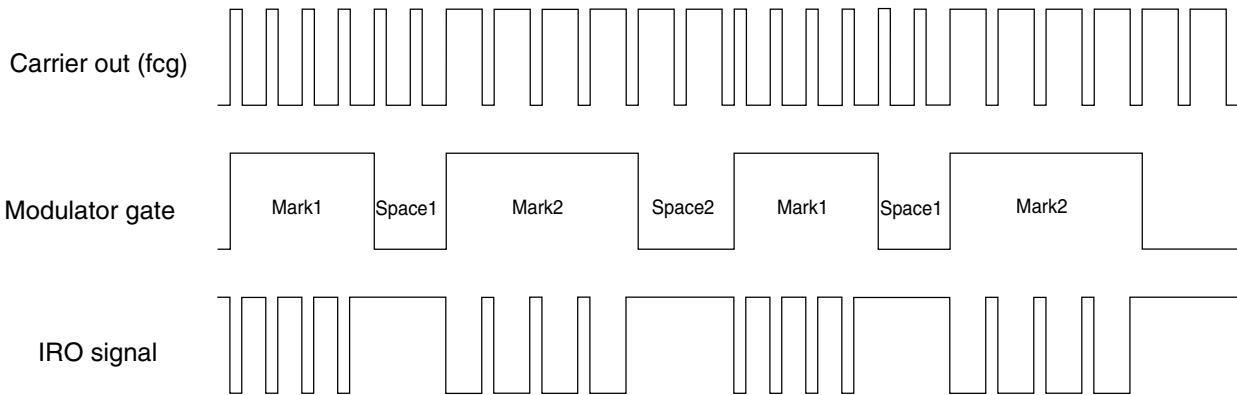 Carrier out (fcg)
Modulator gate
Mark1 Space1 Mark2 Space2 Mark1 Space1 Mark2
IRO signal